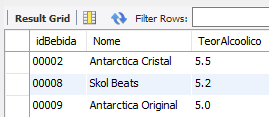 Result Grid Filter Rows:
idBebida Nome TeorAlcoolico
00002 Antarctica Cristal 5.5
00008 Skol Beats 5.2
00009 Antarctica Original 5.0